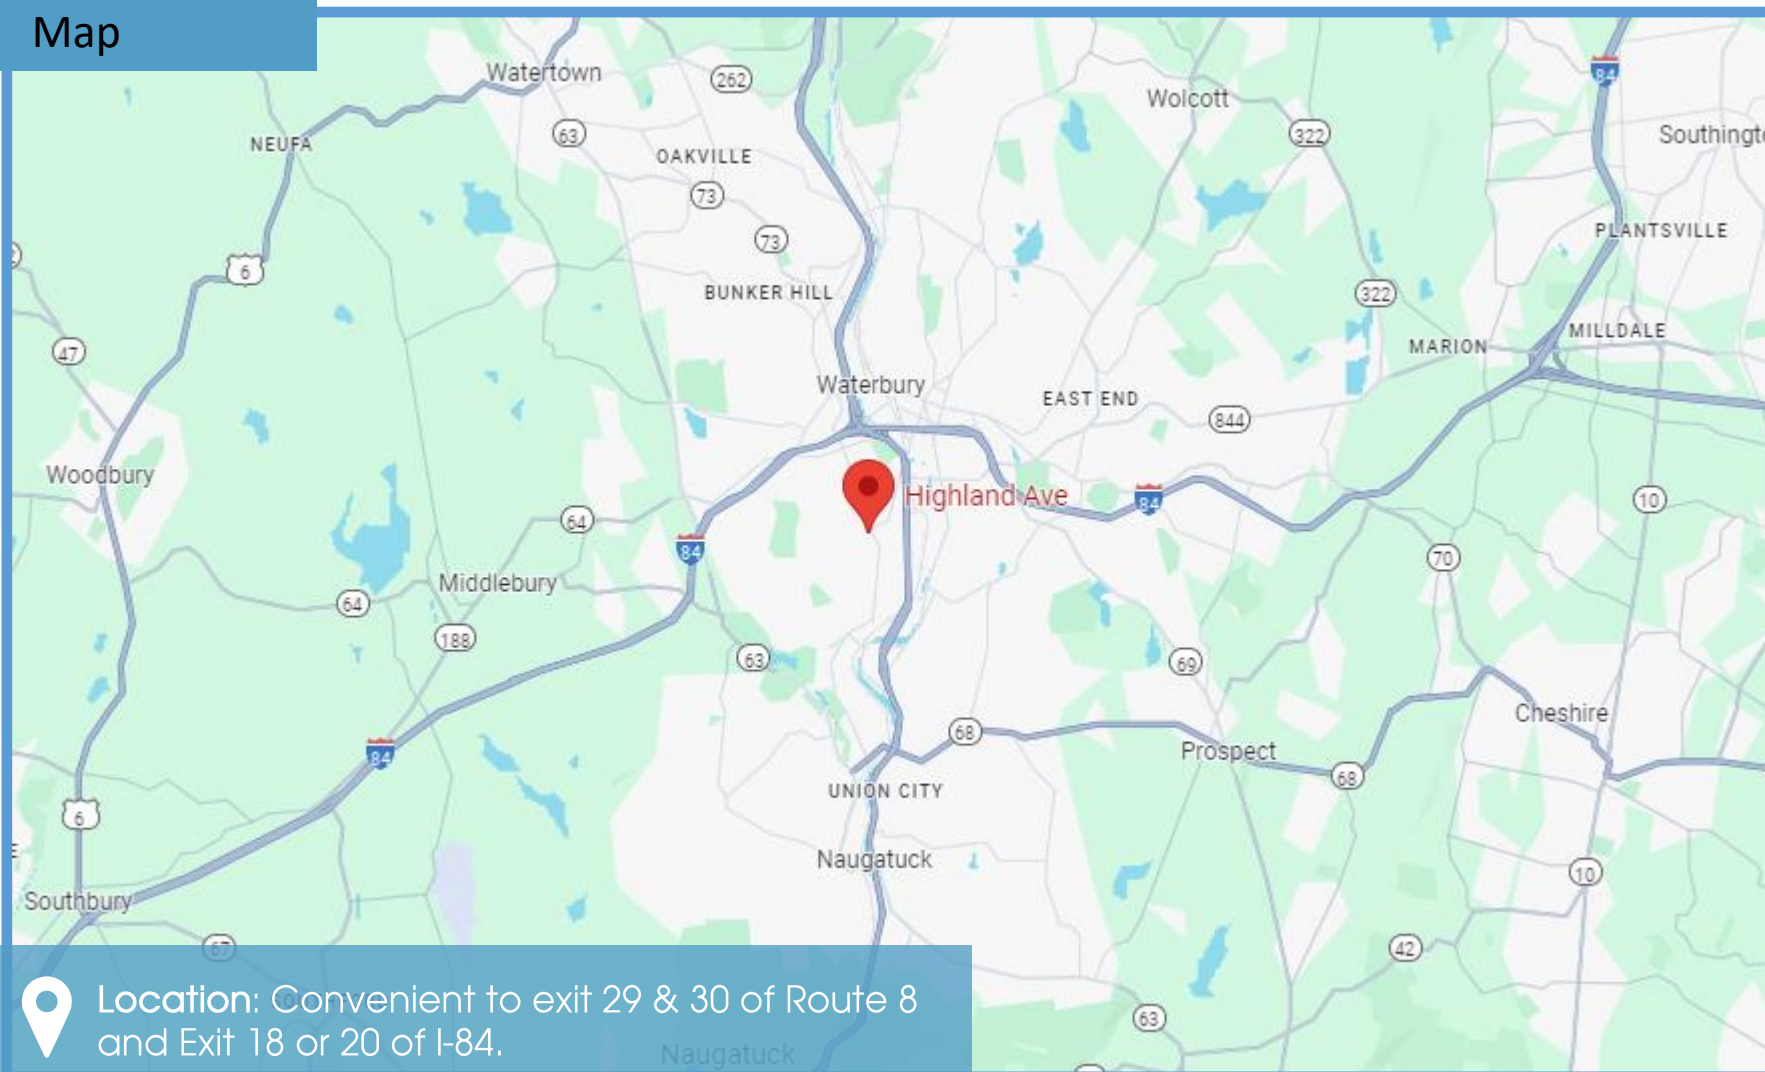 Map
Watertown
262
Wolcott
84
63
322
Southingt
NEUFA
OAKVILLE
73
73
PLANTSVILLE
6
BUNKER HILL
322
47
MILLDALE
MARION
Waterbury
EAST END
844
Woodbury
Highland Ave
84
10
64
84
70
Middlebury
64
188
63
69
68
Cheshire
84
Prospect
68
UNION CITY
6
Naugatuck
10
Southbury
67
42
Location: Convenient to exit 29 & 30 of Route 8
and Exit 18 or 20 of I-84.
63
Naugatuck